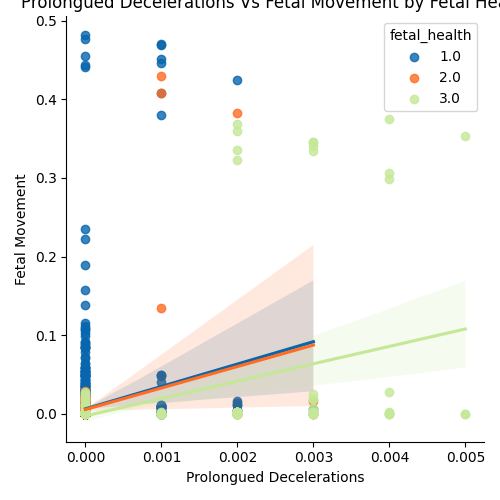 Prolongued Decelerations Vs Fetal Movement by Fetal Hea
0.5
0.4
0.3
0.2
0.1
0.0
Fetal Movement
fetal_health
1.0
2.0
3.0
0.000 0.001 0.002 0.003 0.004 0.005
Prolongued Decelerations